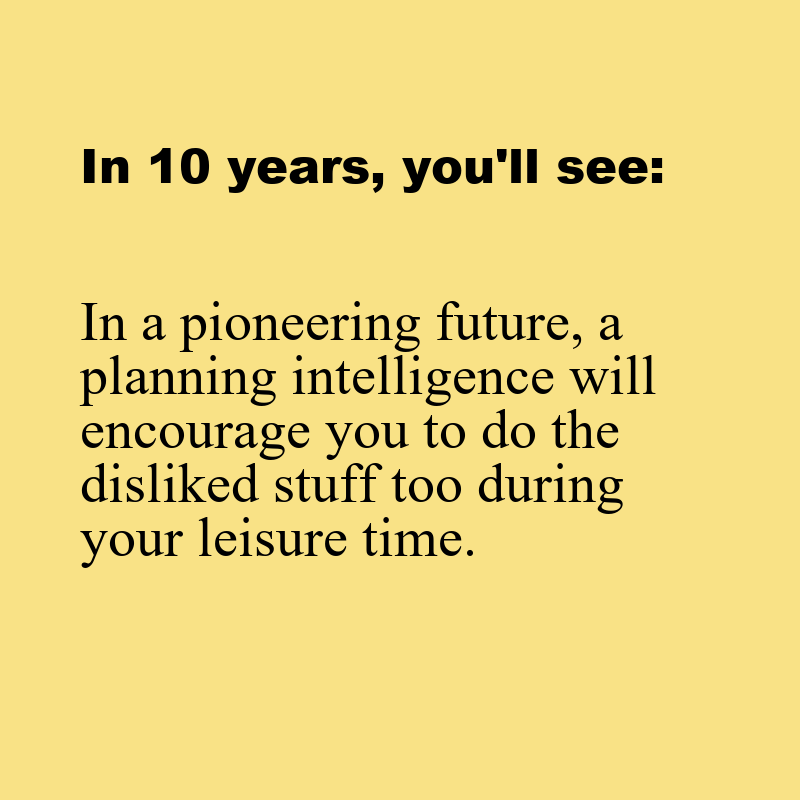 In 10 years, you'll see:
In a pioneering future, a
planning intelligence will
encourage you to do the
disliked stuff too during
your leisure time.